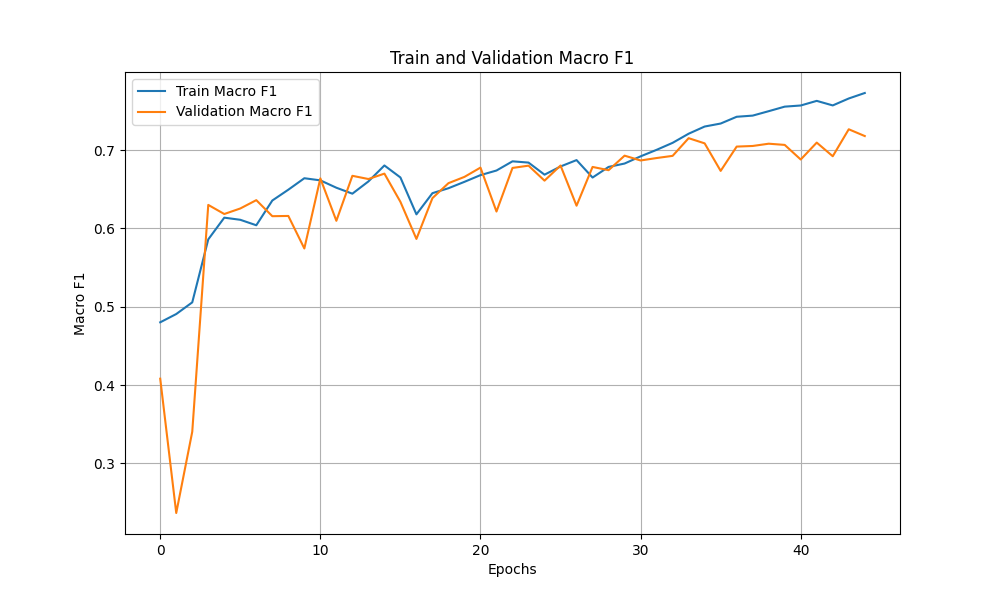 Train and Validation Macro F1
Train Macro F1
Validation Macro F1
Macro F1
0.7
0.6
0.5
0.4
0.3
0 10 20 30 40
Epochs